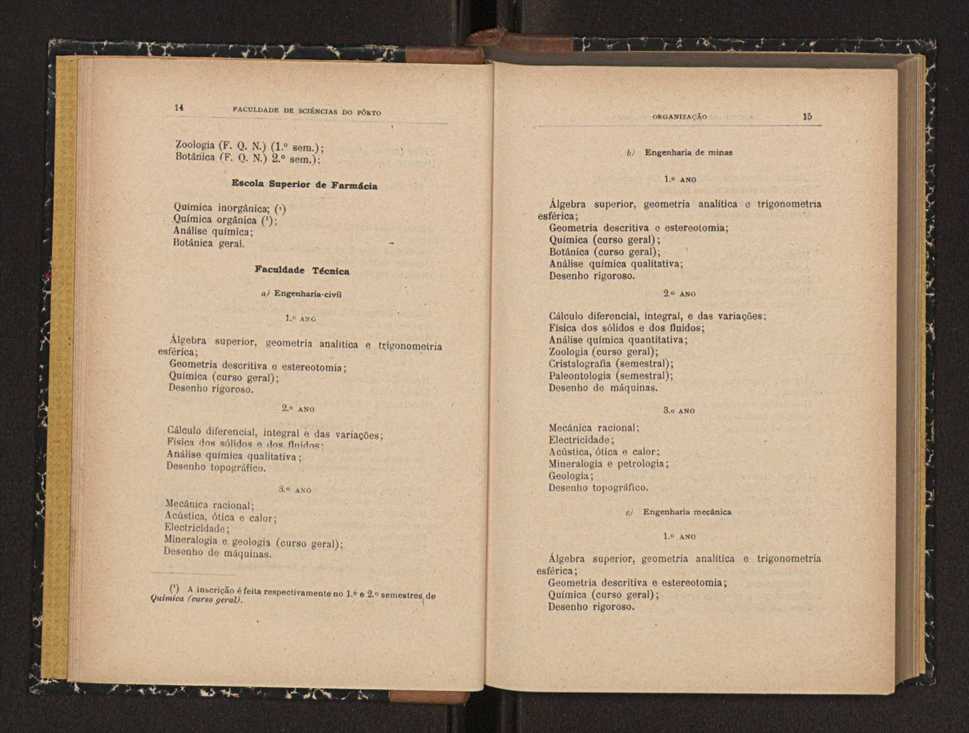 14 FACULDADE DE SCIÊNCIAS DO PÔRTO
Zoologia (F. Q. N.) (1.º sem.);
Botânica (F. Q. N.) 2.º sem.);
Escola Superior de Farmácia
Química inorgânica; (¹)
Química orgânica (¹);
Análise química;
Botânica geral.
Faculdade Técnica
a) Engenharia-civil
1.º ANO
Álgebra superior, geometria analítica e trigonometria
esférica;
Geometria descritiva e estereotomia;
Química (curso geral);
Desenho rigoroso.
2.º ANO
Cálculo diferencial, integral e das variações;
Física dos sólidos e dos fluidos;
Análise química qualitativa;
Desenho topográfico.
3.º ANO
Mecânica racional;
Acústica, ótica e calor;
Electricidade;
Mineralogia e geologia (curso geral);
Desenho de máquinas.
(¹) A inscrição é feita respectivamente no 1.º e 2.º semestres de
Química (curso geral).
ORGANIZAÇÃO 15
b) Engenharia de minas
1.º ANO
Álgebra superior, geometria analítica e trigonometria
esférica;
Geometria descritiva e estereotomia;
Química (curso geral);
Botânica (curso geral);
Análise química qualitativa;
Desenho rigoroso.
2.º ANO
Cálculo diferencial, integral, e das variações;
Física dos sólidos e dos fluidos;
Análise química quantitativa;
Zoologia (curso geral);
Cristalografia (semestral);
Paleontologia (semestral);
Desenho de máquinas.
3.º ANO
Mecânica racional;
Electricidade;
Acústica, ótica e calor;
Mineralogia e petrologia;
Geologia;
Desenho topográfico.
c) Engenharia mecânica
1.º ANO
Álgebra superior, geometria analítica e trigonometria
esférica;
Geometria descritiva e estereotomia;
Química (curso geral);
Desenho rigoroso.